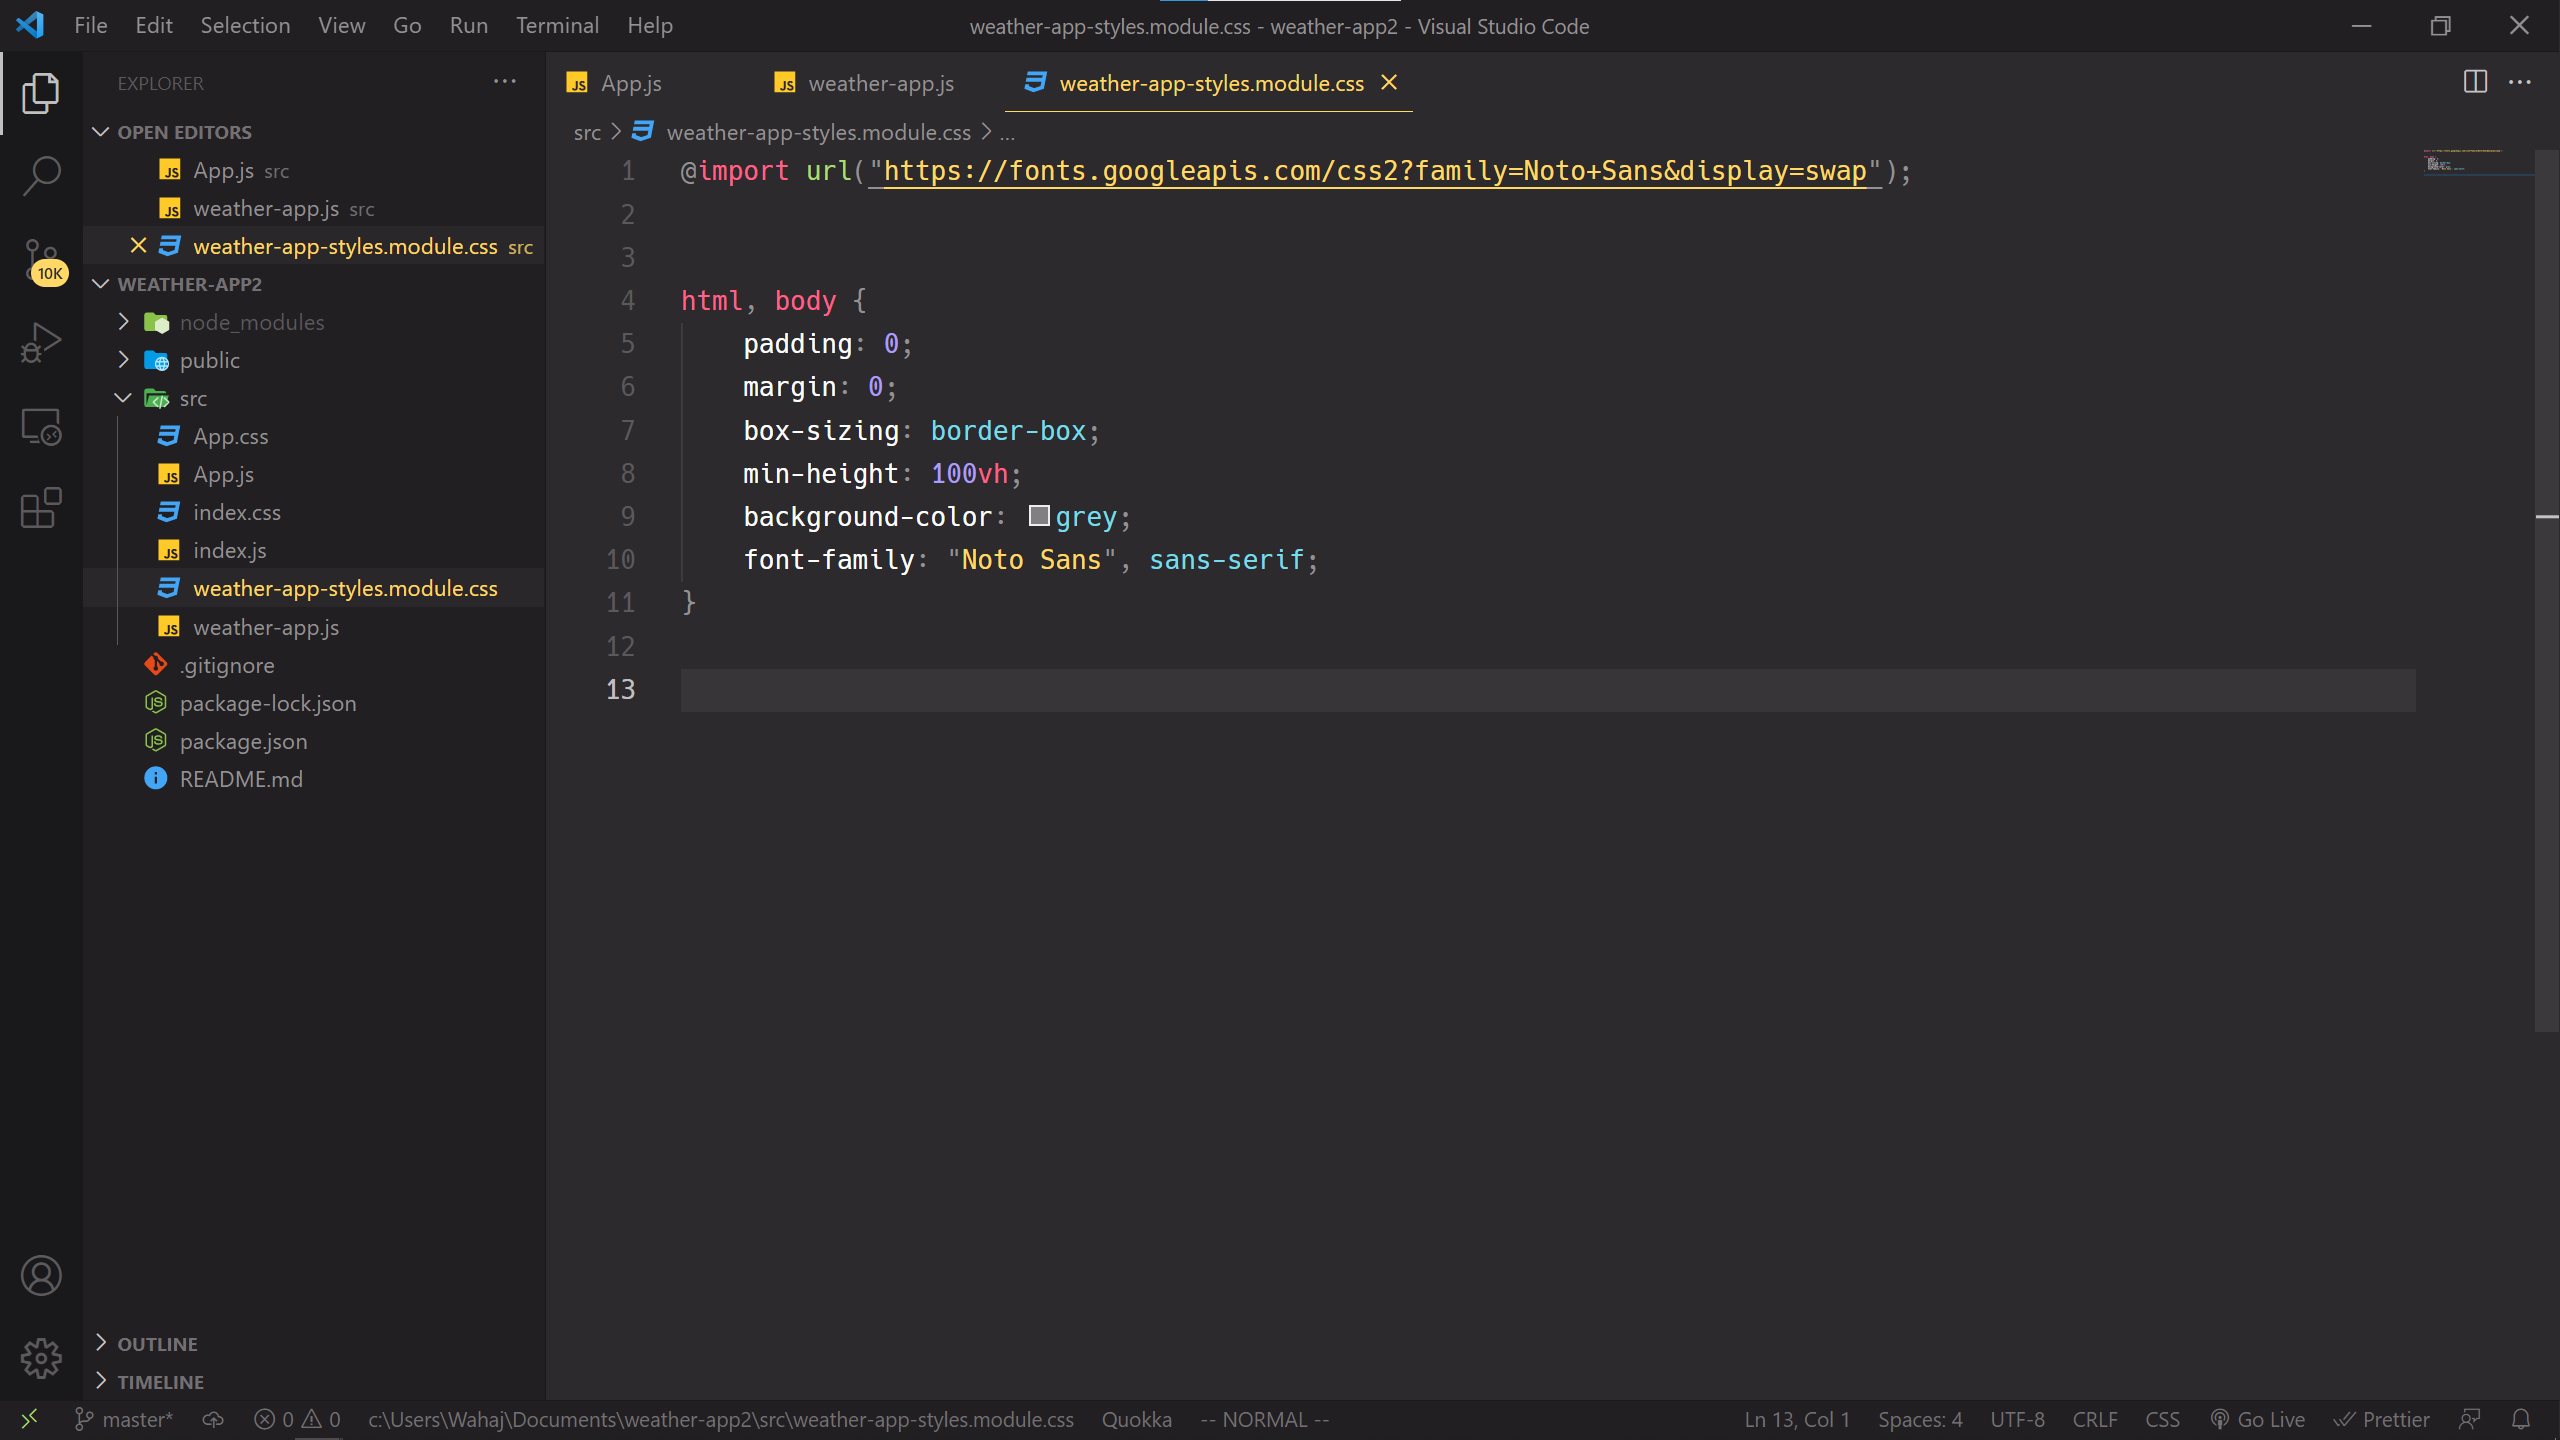 File Edit Selection View Go Run Terminal Help
weather-app-styles.module.css - weather-app2 - Visual Studio Code
EXPLORER
OPEN EDITORS
App.js src
weather-app.js src
weather-app-styles.module.css src
10K
WEATHER-APP2
node_modules
public
src
App.css
App.js
index.css
index.js
weather-app-styles.module.css
weather-app.js
.gitignore
package-lock.json
package.json
README.md
OUTLINE
TIMELINE
App.js weather-app.js weather-app-styles.module.css
src > weather-app-styles.module.css > ...
1 @import url("https://fonts.googleapis.com/css2?family=Noto+Sans&display=swap");
2
3
4 html, body {
5 padding: 0;
6 margin: 0;
7 box-sizing: border-box;
8 min-height: 100vh;
9 background-color: grey;
10 font-family: "Noto Sans", sans-serif;
11 }
12
13
master* 0 0 c:\Users\Wahaj\Documents\weather-app2\src\weather-app-styles.module.css Quokka -- NORMAL -- Ln 13, Col 1 Spaces: 4 UTF-8 CRLF CSS Go Live Prettier